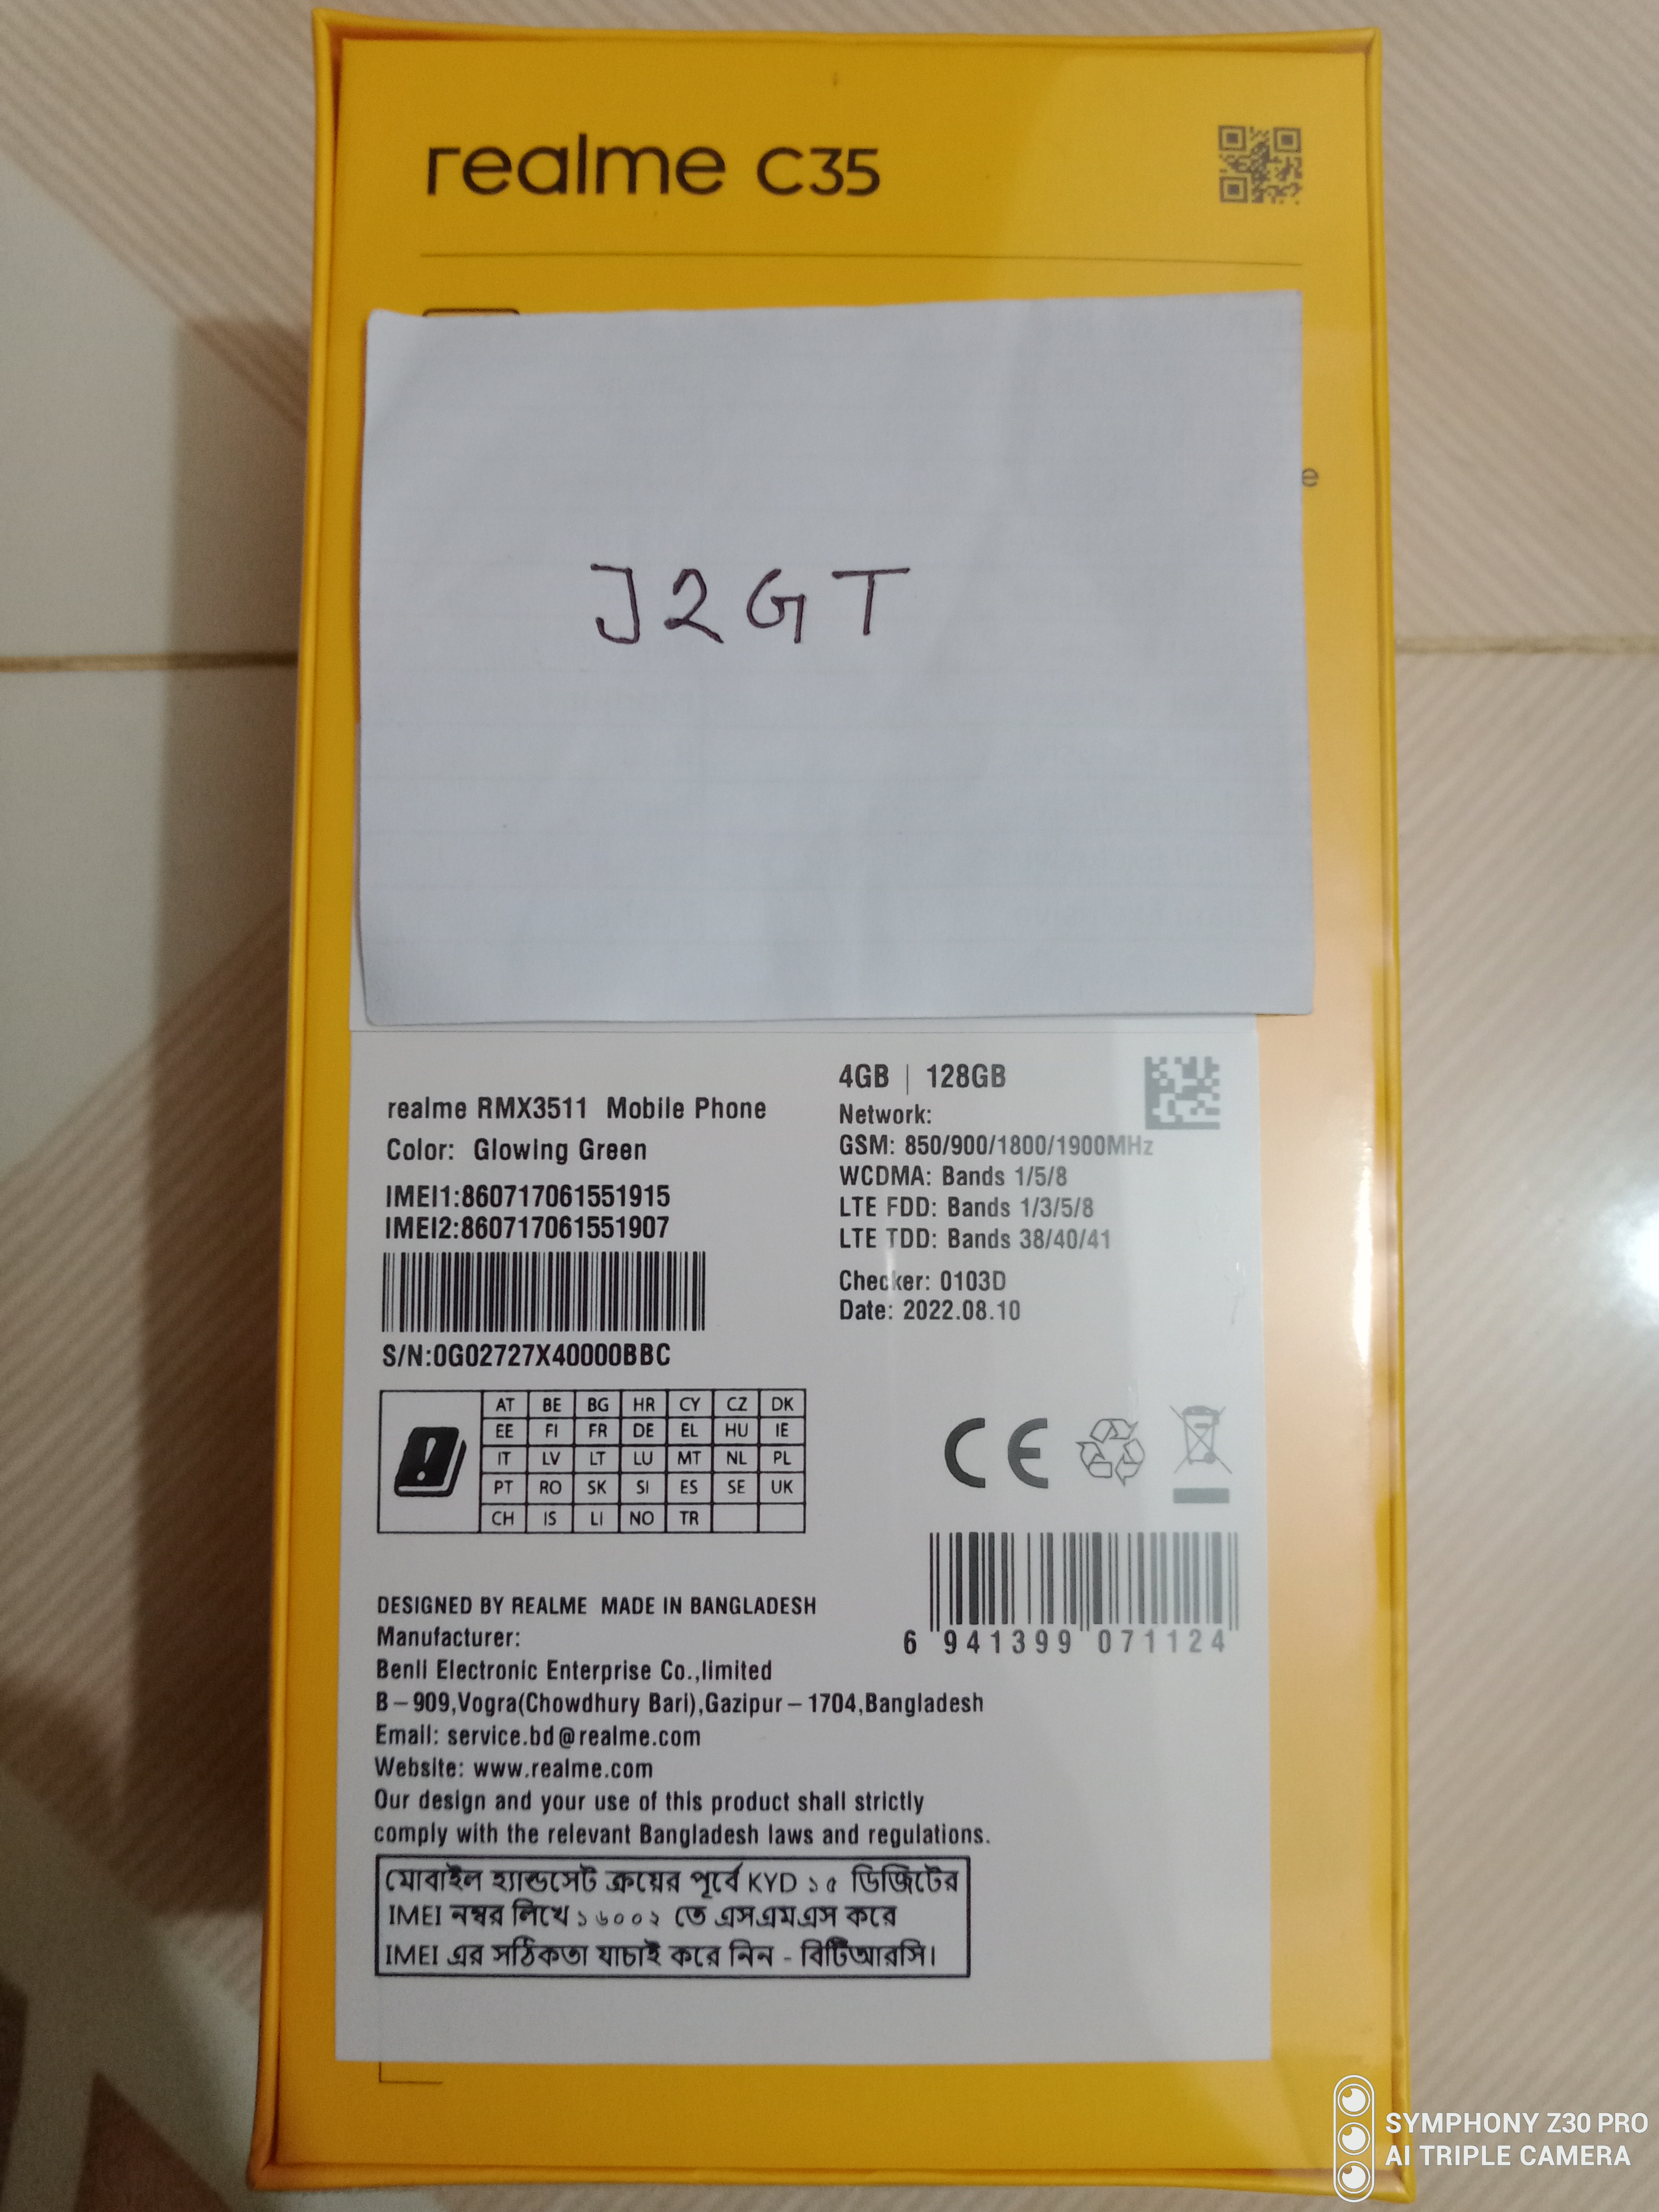 realme C35
e
J2GT
realme RMX3511 Mobile Phone
Color: Glowing Green
IMEI1:860717061551915
IMEI2:860717061551907
S/N:0G02727X40000BBC
4GB | 128GB
Network:
GSM: 850/900/1800/1900MHz
WCDMA: Bands 1/5/8
LTE FDD: Bands 1/3/5/8
LTE TDD: Bands 38/40/41
Checker: 0103D
Date: 2022.08.10
AT BE BG HR CY CZ DK
EE FI FR DE EL HU IE
IT LV LT LU MT NL PL
PT RO SK SI ES SE UK
CH IS LI NO TR
CE
6 941399 071124
DESIGNED BY REALME MADE IN BANGLADESH
Manufacturer:
Benli Electronic Enterprise Co.,limited
B–909,Vogra(Chowdhury Bari),Gazipur–1704,Bangladesh
Email: service.bd@realme.com
Website: www.realme.com
Our design and your use of this product shall strictly
comply with the relevant Bangladesh laws and regulations.
মোবাইল হ্যান্ডসেট ক্রয়ের পূর্বে KYD ১৫ ডিজিটের
IMEI নম্বর লিখে ১৬০০২ তে এসএমএস করে
IMEI এর সঠিকতা যাচাই করে নিন - বিটিআরসি।
SYMPHONY Z30 PRO
AI TRIPLE CAMERA